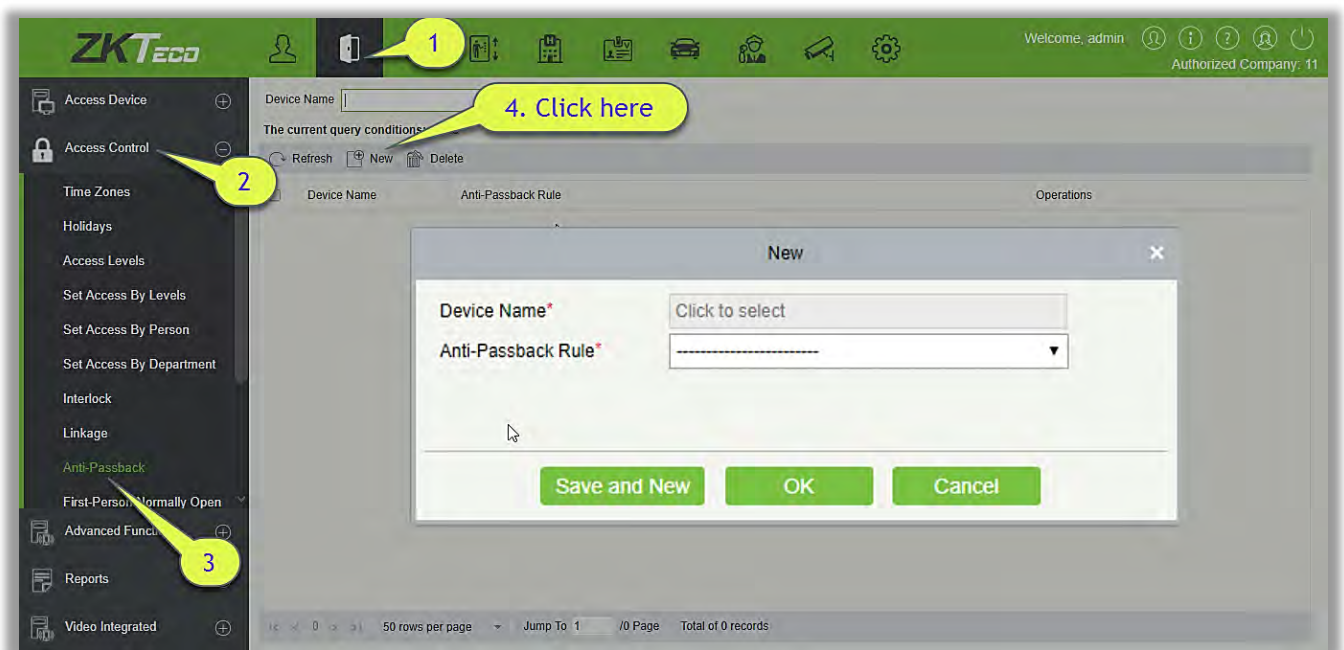 ZKTeco
1
Welcome, admin
Authorized Company: 11
Access Device
Device Name
4. Click here
The current query conditions:
Access Control
Refresh New Delete
2
Time Zones
Device Name Anti-Passback Rule Operations
Holidays
New
Access Levels
Set Access By Levels
Device Name* Click to select
Set Access By Person
Anti-Passback Rule* ------------------------
Set Access By Department
Interlock
Linkage
Anti-Passback
Save and New OK Cancel
First-Person Normally Open
Advanced Functi
3
Reports
Video Integrated
0 50 rows per page Jump To 1 /0 Page Total of 0 records